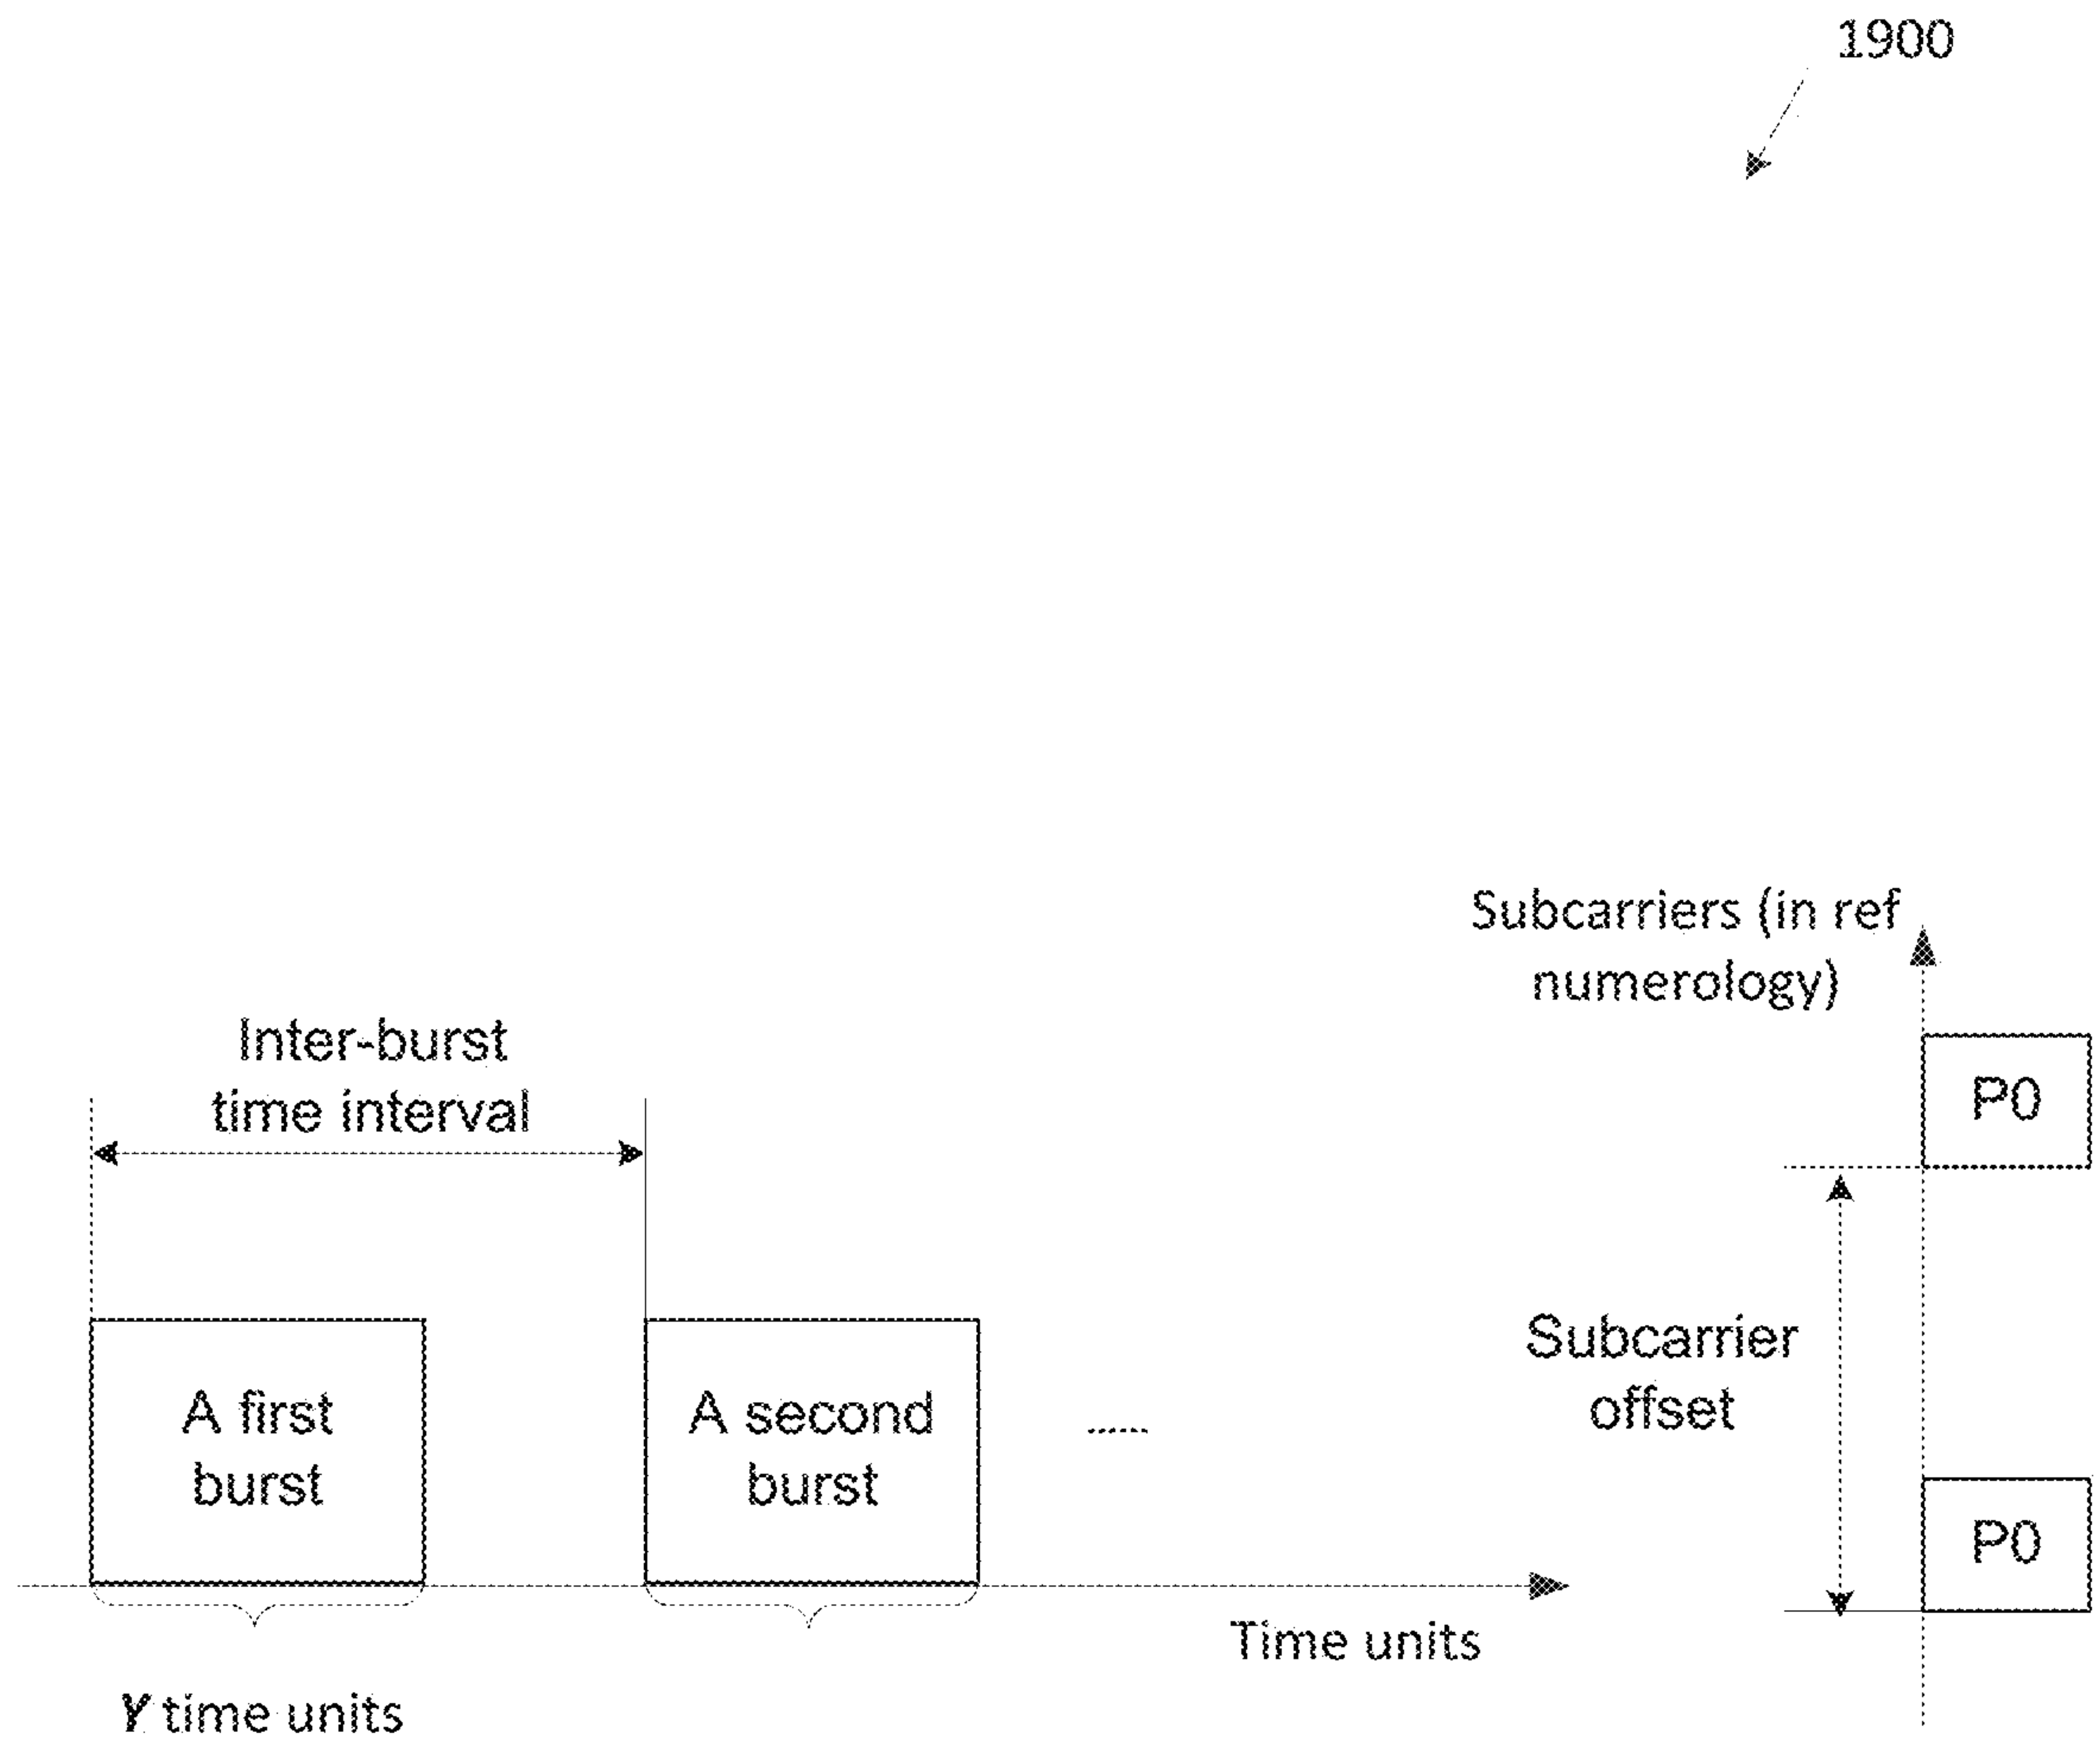 1900
Subcarriers (in ref
numerology)
Inter-burst
time interval
P0
Subcarrier
offset
A first
burst
A second
burst
......
P0
Time units
Y time units